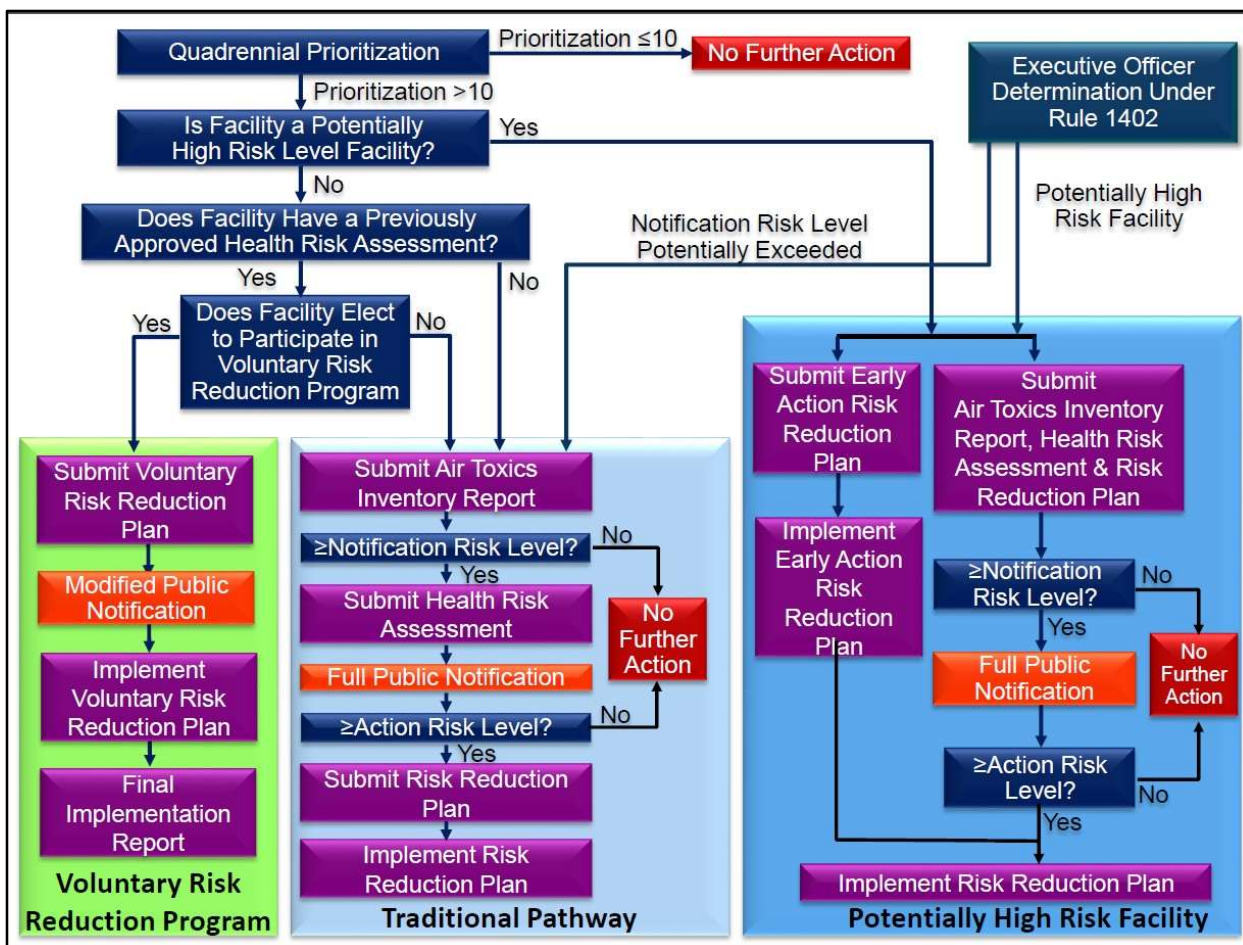 Quadrennial Prioritization
Prioritization ≤10
No Further Action
Executive Officer
Determination Under
Rule 1402
Prioritization >10
Is Facility a Potentially
High Risk Level Facility?
Yes
No
Potentially High
Risk Facility
Does Facility Have a Previously
Approved Health Risk Assessment?
Notification Risk Level
Potentially Exceeded
Yes
No
Does Facility Elect
to Participate in
Voluntary Risk
Reduction Program
Yes
No
Submit Voluntary
Risk Reduction
Plan
Modified Public
Notification
Implement
Voluntary Risk
Reduction Plan
Final
Implementation
Report
Voluntary Risk
Reduction Program
Submit Air Toxics
Inventory Report
≥Notification Risk Level?
No
Yes
Submit Health Risk
Assessment
No
Further
Action
Full Public Notification
≥Action Risk Level?
No
Yes
Submit Risk Reduction
Plan
Implement Risk
Reduction Plan
Traditional Pathway
Submit Early
Action Risk
Reduction
Plan
Implement
Early Action
Risk
Reduction
Plan
Submit
Air Toxics Inventory
Report, Health Risk
Assessment & Risk
Reduction Plan
≥Notification
Risk Level?
No
Yes
Full Public
Notification
No
Further
Action
≥Action Risk
Level?
No
Yes
Implement Risk Reduction Plan
Potentially High Risk Facility